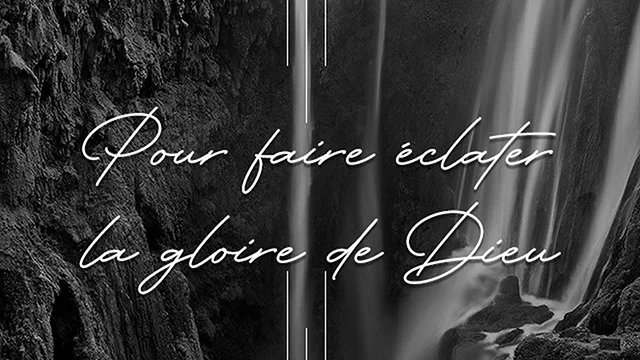 Pour faire éclater
la gloire de Dieu